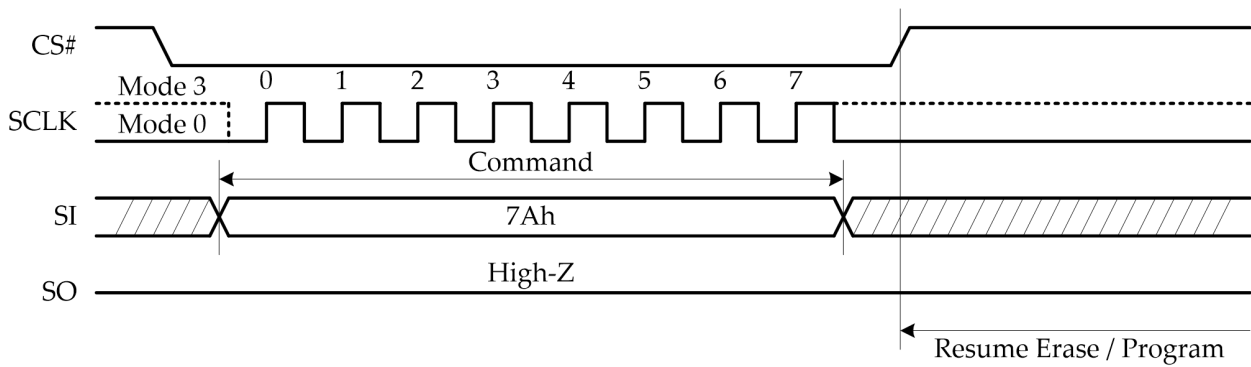 CS#
Mode 3 0 1 2 3 4 5 6 7
SCLK
Mode 0
Command
SI
7Ah
High-Z
SO
Resume Erase / Program